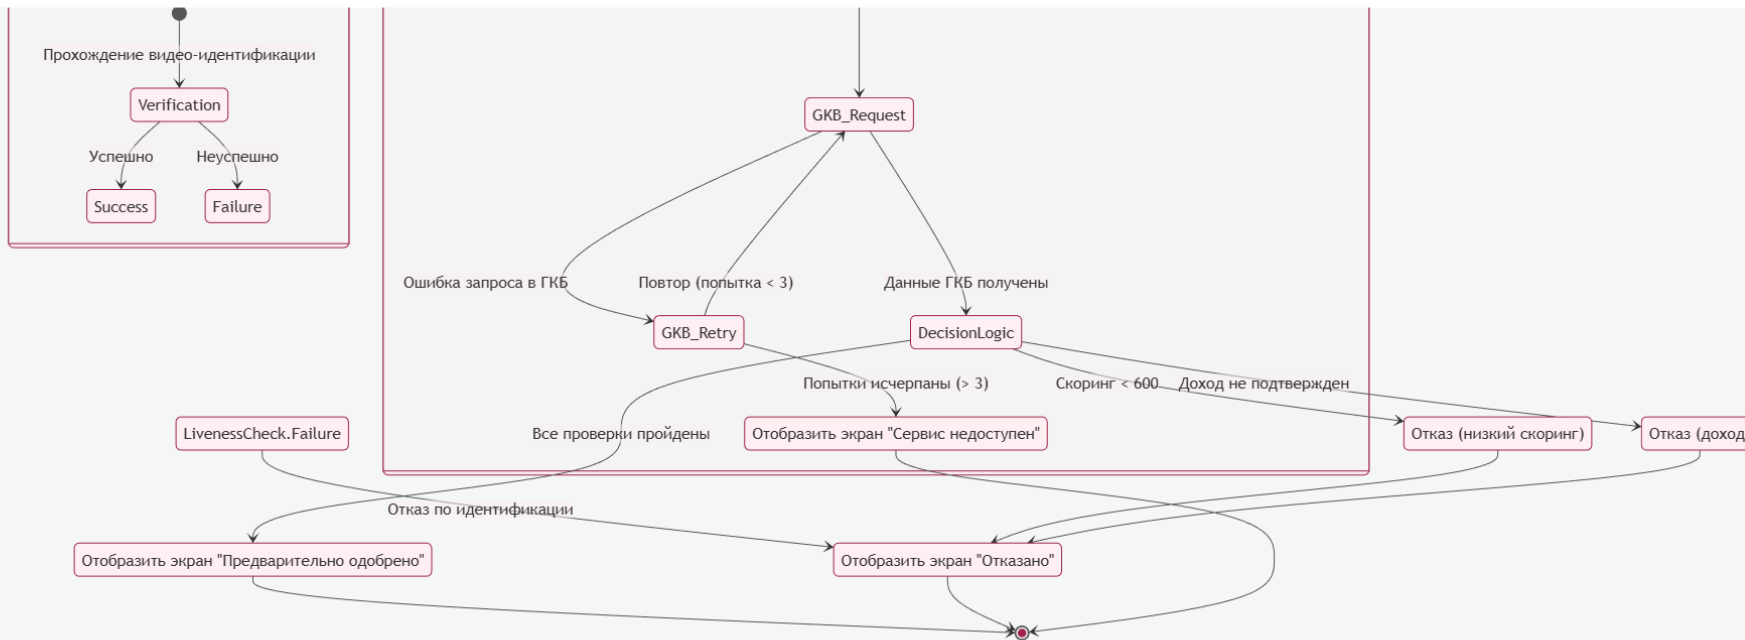 Прохождение видео-идентификации
Verification
GKB_Request
Успешно
Неуспешно
Success
Failure
Ошибка запроса в ГКБ
Повтор (попытка < 3)
Данные ГКБ получены
GKB_Retry
DecisionLogic
Попытки исчерпаны (> 3)
Скоринг < 600
Доход не подтвержден
LivenessCheck.Failure
Все проверки пройдены
Отобразить экран "Сервис недоступен"
Отказ (низкий скоринг)
Отказ (доход
Отказ по идентификации
Отобразить экран "Предварительно одобрено"
Отобразить экран "Отказано"